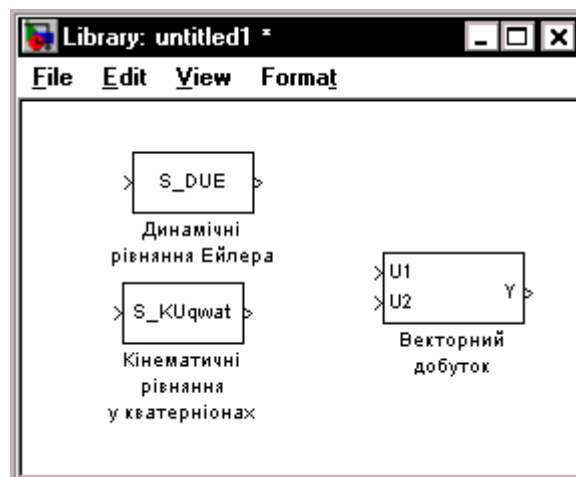 Library: untitled1 *
File Edit View Format
S_DUE
Динамічні
рівняння Ейлера
S_KUqwat
Кінематичні
рівняння
у кватерніонах
U1
U2
Y
Векторний
добуток